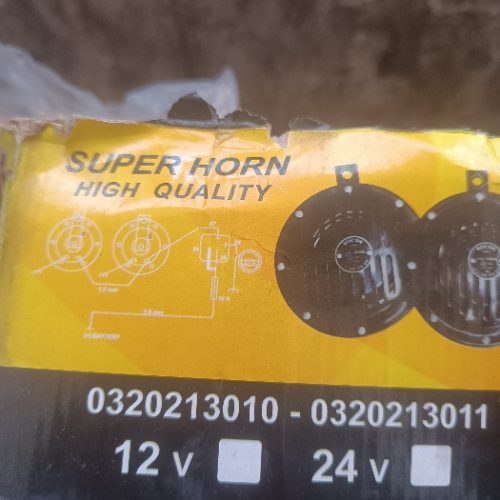 SUPER HORN
HIGH QUALITY
0320213010 - 0320213011
12 v
24 v